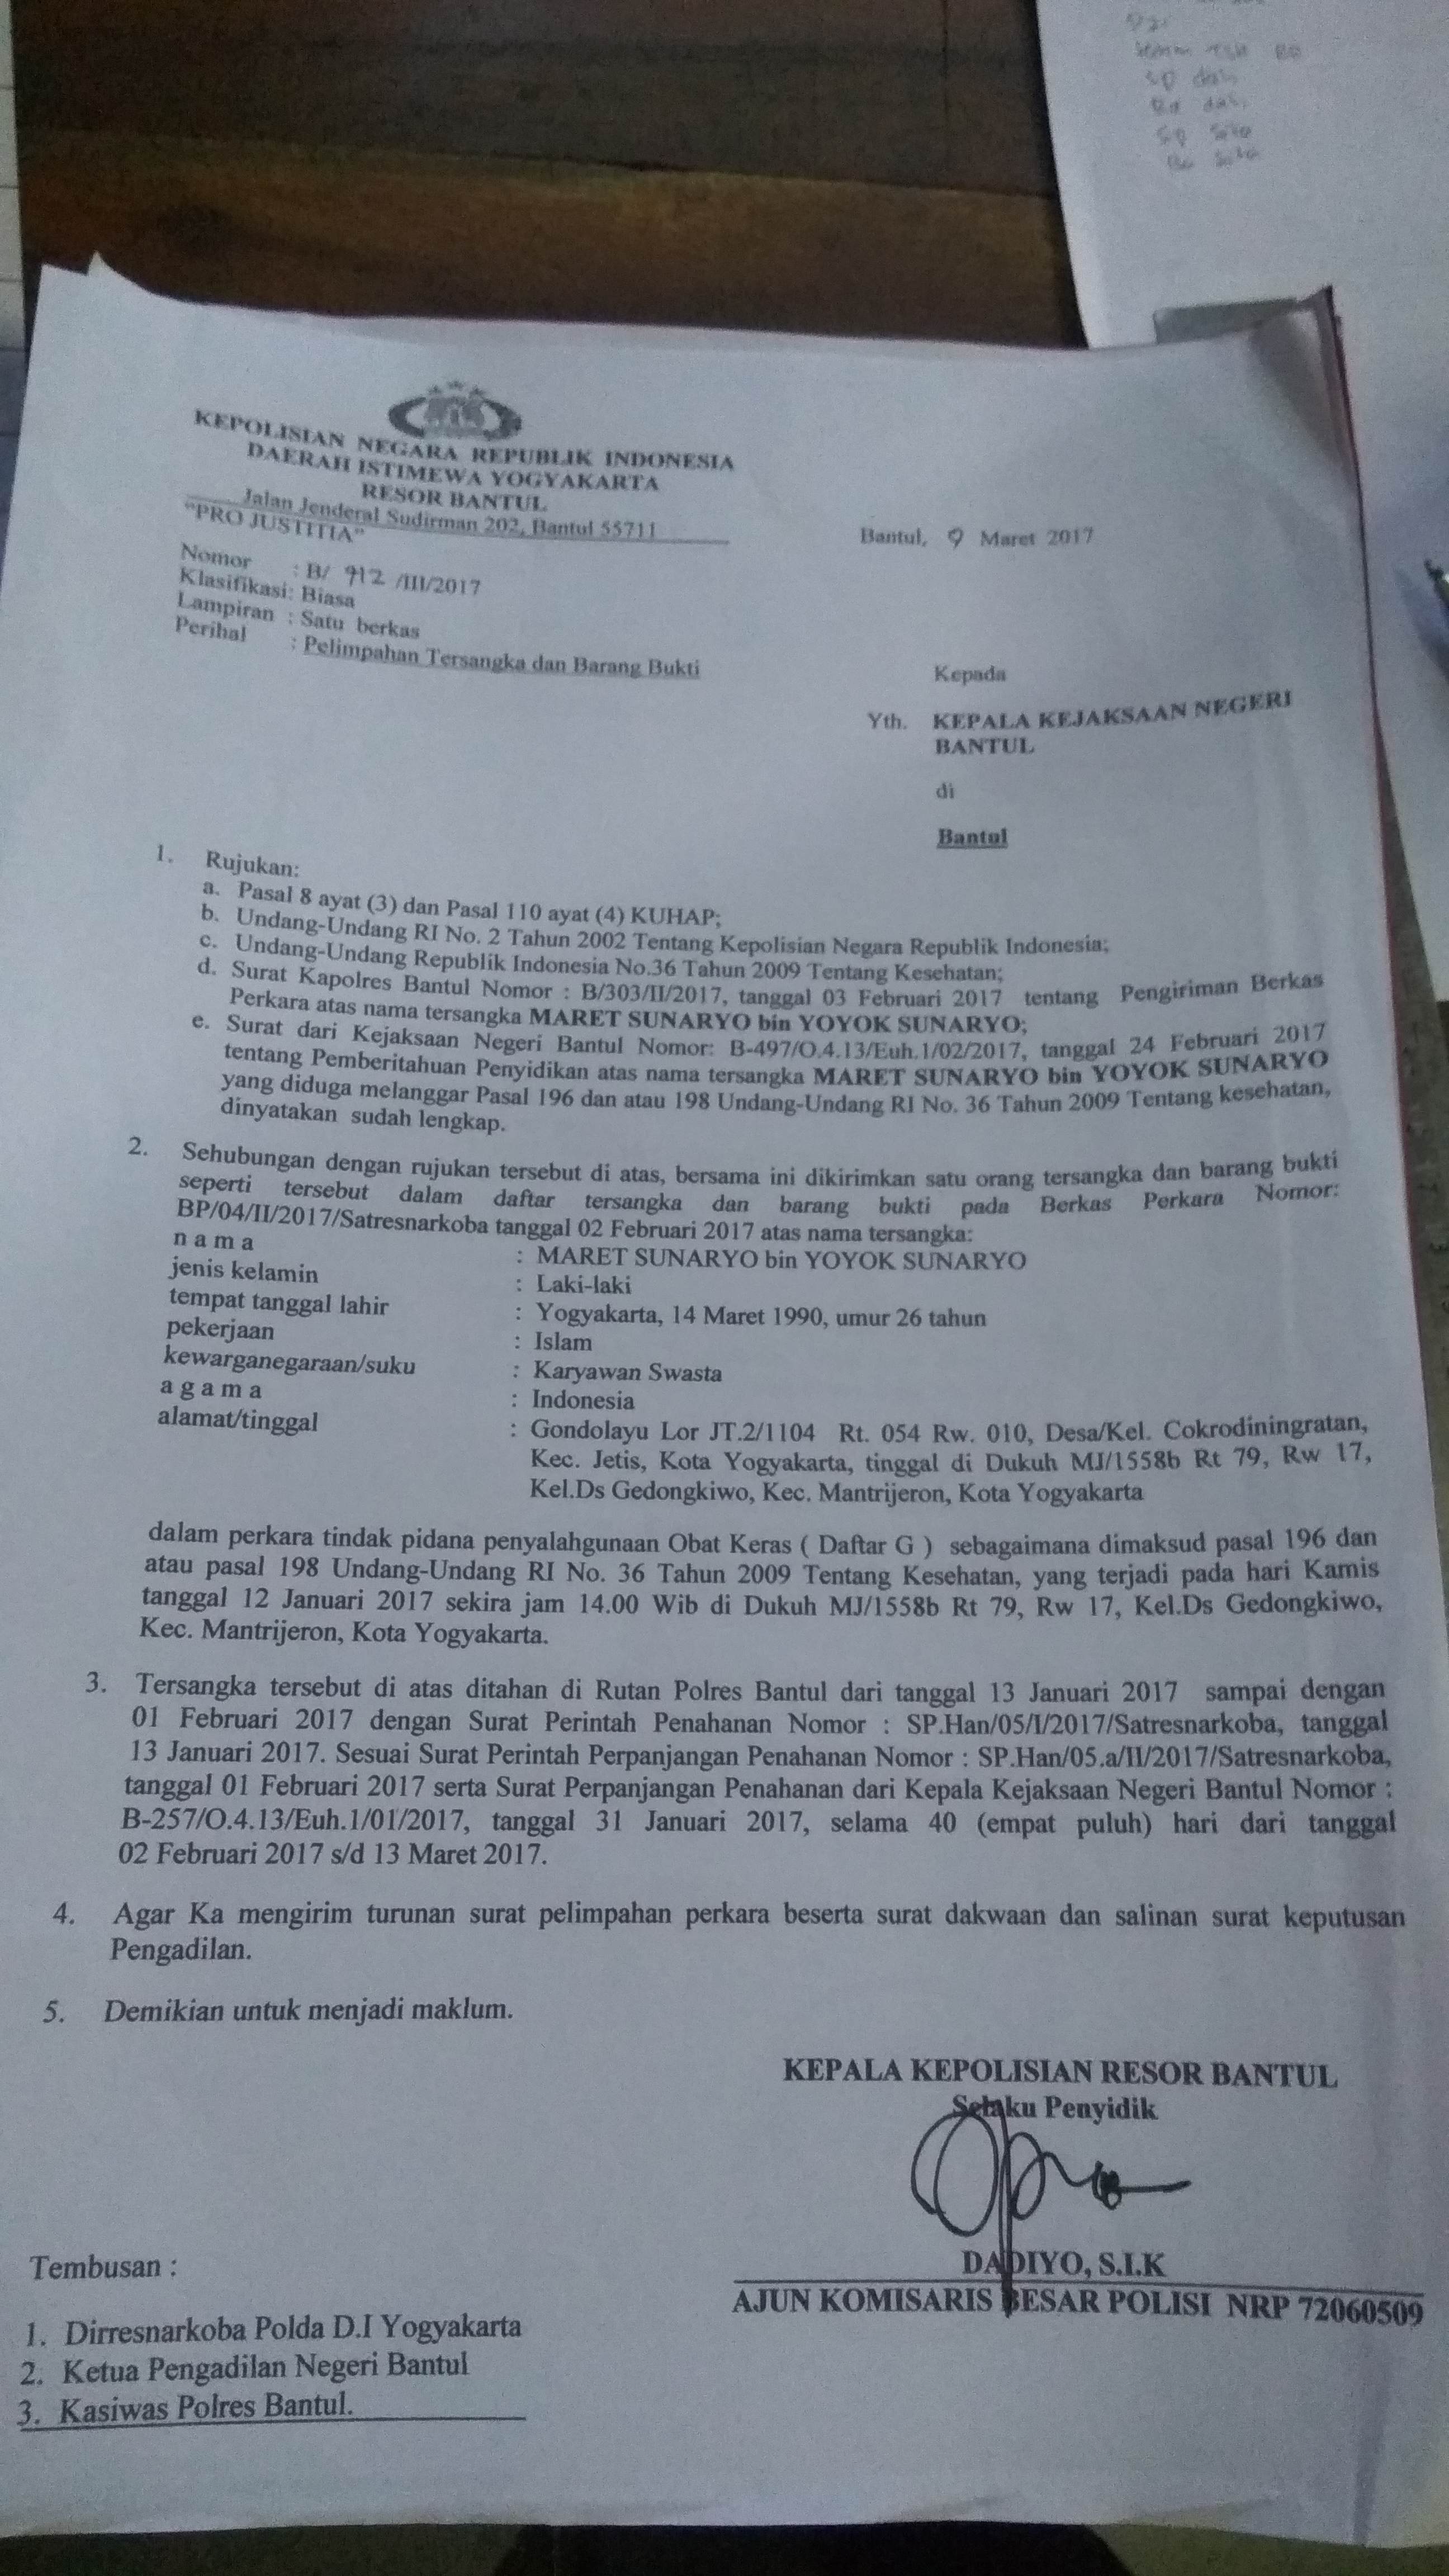 KEPOLISIAN NEGARA REPUBLIK INDONESIA
DAERAH ISTIMEWA YOGYAKARTA
RESOR BANTUL
Jalan Jenderal Sudirman 202, Bantul 55711
"PRO JUSTITIA"
Bantul, 9 Maret 2017
Nomor : B/ 912 /III/2017
Klasifikasi: Biasa
Lampiran : Satu berkas
Perihal : Pelimpahan Tersangka dan Barang Bukti
Kepada
Yth. KEPALA KEJAKSAAN NEGERI
BANTUL
di
Bantul
1. Rujukan:
a. Pasal 8 ayat (3) dan Pasal 110 ayat (4) KUHAP;
b. Undang-Undang RI No. 2 Tahun 2002 Tentang Kepolisian Negara Republik Indonesia;
c. Undang-Undang Republik Indonesia No.36 Tahun 2009 Tentang Kesehatan;
d. Surat Kapolres Bantul Nomor : B/303/II/2017, tanggal 03 Februari 2017 tentang Pengiriman Berkas
Perkara atas nama tersangka MARET SUNARYO bin YOYOK SUNARYO;
e. Surat dari Kejaksaan Negeri Bantul Nomor: B-497/O.4.13/Euh.1/02/2017, tanggal 24 Februari 2017
tentang Pemberitahuan Penyidikan atas nama tersangka MARET SUNARYO bin YOYOK SUNARYO
yang diduga melanggar Pasal 196 dan atau 198 Undang-Undang RI No. 36 Tahun 2009 Tentang kesehatan,
dinyatakan sudah lengkap.
2. Sehubungan dengan rujukan tersebut di atas, bersama ini dikirimkan satu orang tersangka dan barang bukti
seperti tersebut dalam daftar tersangka dan barang bukti pada Berkas Perkara Nomor:
BP/04/II/2017/Satresnarkoba tanggal 02 Februari 2017 atas nama tersangka:
n a m a : MARET SUNARYO bin YOYOK SUNARYO
jenis kelamin : Laki-laki
tempat tanggal lahir : Yogyakarta, 14 Maret 1990, umur 26 tahun
pekerjaan : Islam
kewarganegaraan/suku : Karyawan Swasta
a g a m a : Indonesia
alamat/tinggal : Gondolayu Lor JT.2/1104 Rt. 054 Rw. 010, Desa/Kel. Cokrodiningratan,
Kec. Jetis, Kota Yogyakarta, tinggal di Dukuh MJ/1558b Rt 79, Rw 17,
Kel.Ds Gedongkiwo, Kec. Mantrijeron, Kota Yogyakarta
dalam perkara tindak pidana penyalahgunaan Obat Keras ( Daftar G ) sebagaimana dimaksud pasal 196 dan
atau pasal 198 Undang-Undang RI No. 36 Tahun 2009 Tentang Kesehatan, yang terjadi pada hari Kamis
tanggal 12 Januari 2017 sekira jam 14.00 Wib di Dukuh MJ/1558b Rt 79, Rw 17, Kel.Ds Gedongkiwo,
Kec. Mantrijeron, Kota Yogyakarta.
3. Tersangka tersebut di atas ditahan di Rutan Polres Bantul dari tanggal 13 Januari 2017 sampai dengan
01 Februari 2017 dengan Surat Perintah Penahanan Nomor : SP.Han/05/I/2017/Satresnarkoba, tanggal
13 Januari 2017. Sesuai Surat Perintah Perpanjangan Penahanan Nomor : SP.Han/05.a/II/2017/Satresnarkoba,
tanggal 01 Februari 2017 serta Surat Perpanjangan Penahanan dari Kepala Kejaksaan Negeri Bantul Nomor :
B-257/O.4.13/Euh.1/01/2017, tanggal 31 Januari 2017, selama 40 (empat puluh) hari dari tanggal
02 Februari 2017 s/d 13 Maret 2017.
4. Agar Ka mengirim turunan surat pelimpahan perkara beserta surat dakwaan dan salinan surat keputusan
Pengadilan.
5. Demikian untuk menjadi maklum.
KEPALA KEPOLISIAN RESOR BANTUL
Selaku Penyidik
DADIYO, S.I.K
AJUN KOMISARIS BESAR POLISI NRP 72060509
Tembusan :
1. Dirresnarkoba Polda D.I Yogyakarta
2. Ketua Pengadilan Negeri Bantul
3. Kasiwas Polres Bantul.